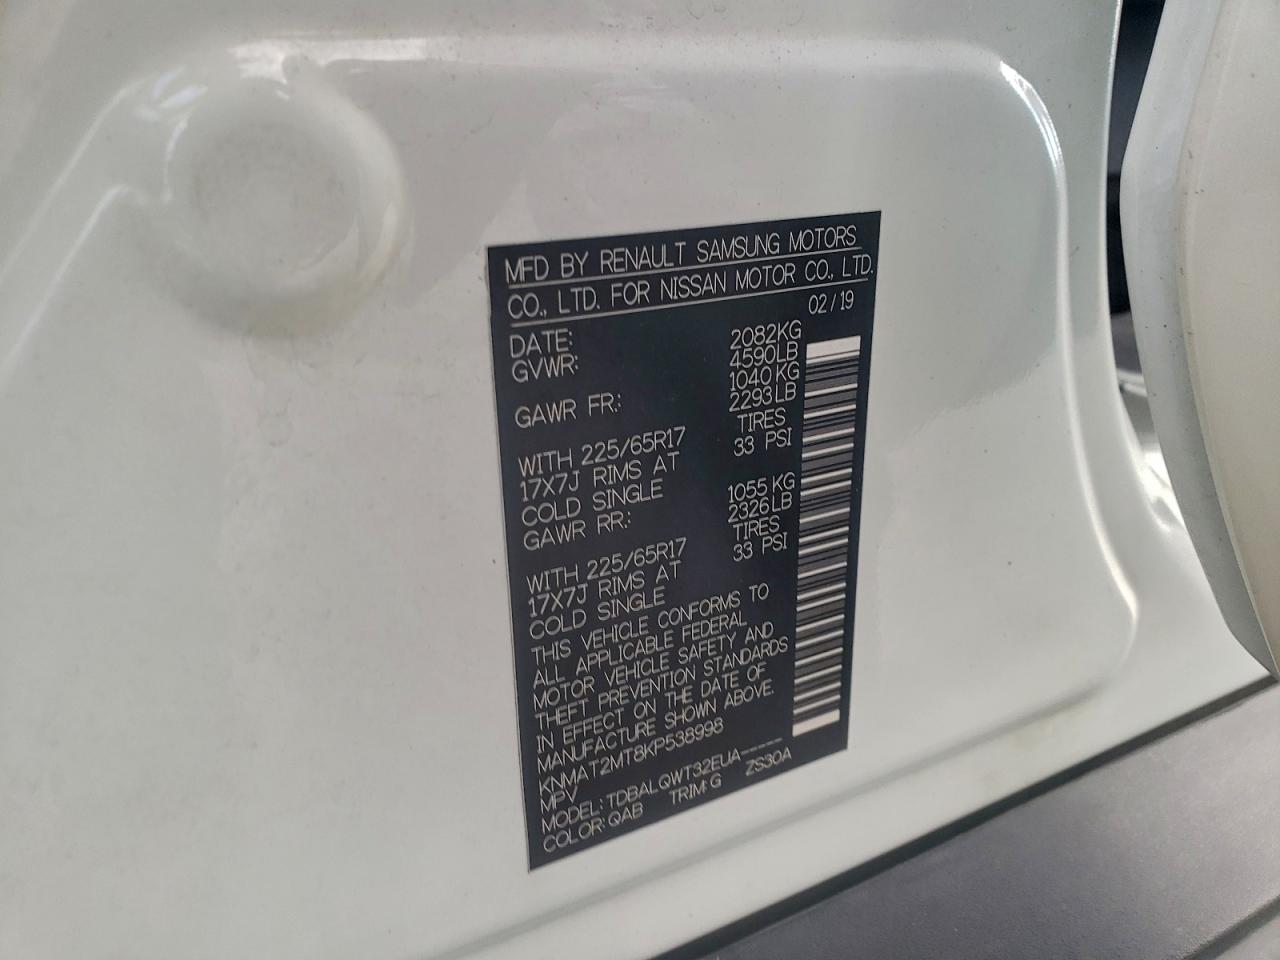 MFD BY RENAULT SAMSUNG MOTORS
CO., LTD. FOR NISSAN MOTOR CO., LTD.
DATE: 02/19
GVWR: 2082KG
4590LB
GAWR FR.: 1040KG
2293LB
WITH 225/65R17 TIRES
17X7J RIMS AT 33 PSI
COLD SINGLE
GAWR RR.: 1055KG
2326LB
WITH 225/65R17 TIRES
17X7J RIMS AT 33 PSI
COLD SINGLE
THIS VEHICLE CONFORMS TO
ALL APPLICABLE FEDERAL
MOTOR VEHICLE SAFETY AND
THEFT PREVENTION STANDARDS
IN EFFECT ON THE DATE OF
MANUFACTURE SHOWN ABOVE.
KNMAT2MT8KP538998
MPV
MODEL: TDBALQWT32EUA-----
COLOR: QAB TRIM: G ZS30A